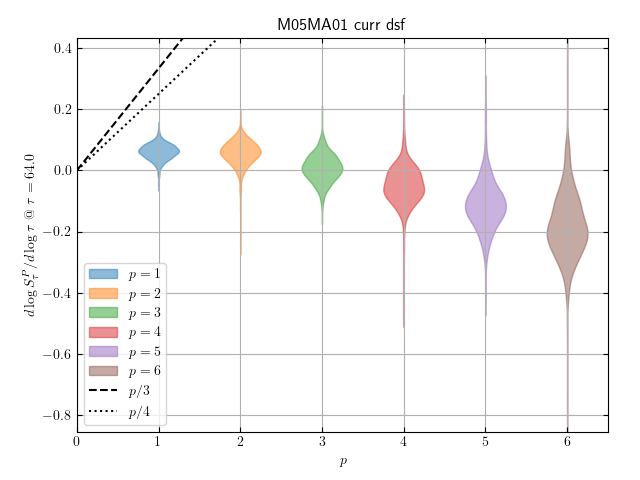 M05MA01 curr dsf
d log S_τ^P / d log τ @ τ = 64.0
0.4
0.2
0.0
−0.2
−0.4
−0.6
−0.8
p = 1
p = 2
p = 3
p = 4
p = 5
p = 6
p/3
p/4
0 1 2 3 4 5 6
p